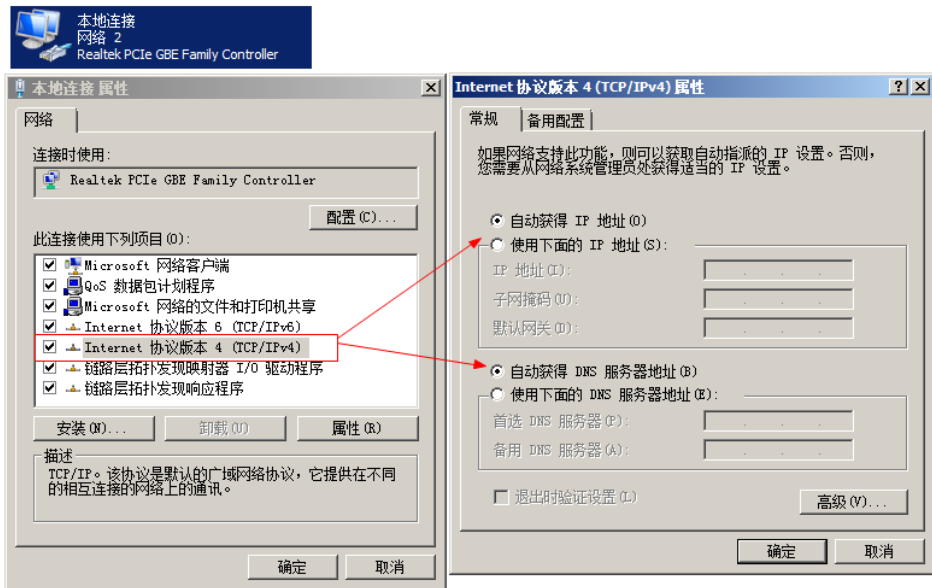 本地连接
网络 2
Realtek PCIe GBE Family Controller
本地连接 属性
网络
连接时使用:
Realtek PCIe GBE Family Controller
配置(C)...
此连接使用下列项目(O):
Microsoft 网络客户端
QoS 数据包计划程序
Microsoft 网络的文件和打印机共享
Internet 协议版本 6 (TCP/IPv6)
Internet 协议版本 4 (TCP/IPv4)
链路层拓扑发现映射器 I/O 驱动程序
链路层拓扑发现响应程序
安装(N)...
卸载(U)
属性(R)
描述
TCP/IP。该协议是默认的广域网络协议，它提供在不同
的相互连接的网络上的通讯。
确定
取消
Internet 协议版本 4 (TCP/IPv4) 属性
常规
备用配置
如果网络支持此功能，则可以获取自动指派的 IP 设置。否则，
您需要从网络系统管理员处获得适当的 IP 设置。
自动获得 IP 地址(O)
使用下面的 IP 地址(S):
IP 地址(I):
子网掩码(U):
默认网关(D):
自动获得 DNS 服务器地址(B)
使用下面的 DNS 服务器地址(E):
首选 DNS 服务器(P):
备用 DNS 服务器(A):
退出时验证设置(L)
高级(V)...
确定
取消